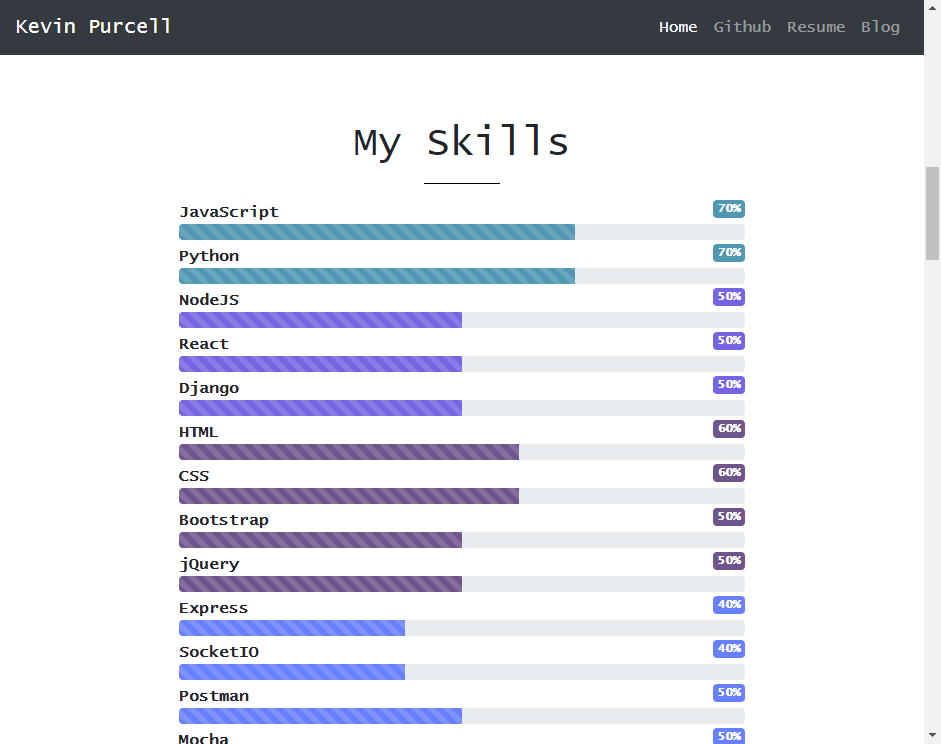 Kevin Purcell Home Github Resume Blog
My Skills
JavaScript 70%
Python 70%
NodeJS 50%
React 50%
Django 50%
HTML 60%
CSS 60%
Bootstrap 50%
jQuery 50%
Express 40%
SocketIO 40%
Postman 50%
Mocha 50%